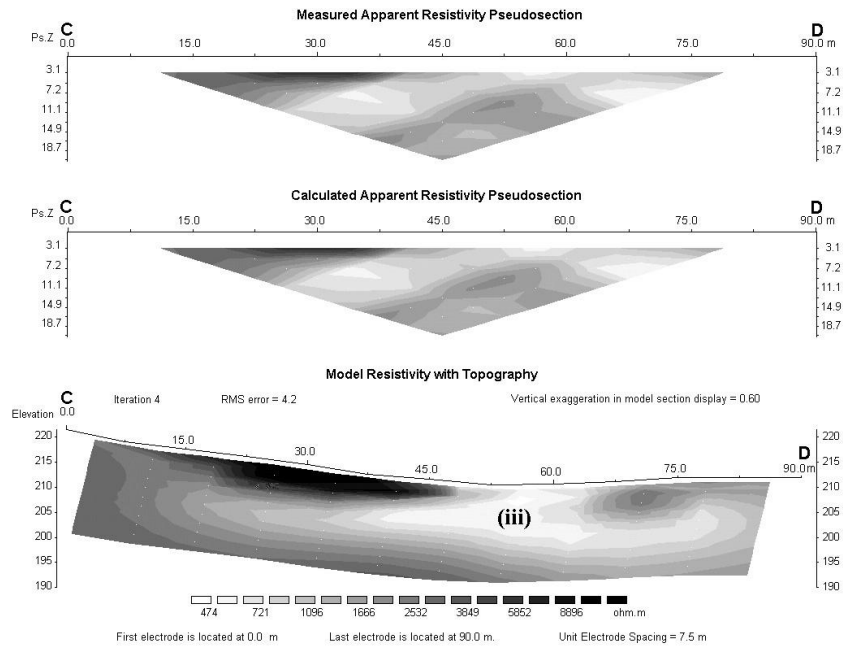 Measured Apparent Resistivity Pseudosection
C D
Ps.Z 0.0 15.0 30.0 45.0 60.0 75.0 90.0 m
3.1 3.1
7.2 7.2
11.1 11.1
14.9 14.9
18.7 18.7
Calculated Apparent Resistivity Pseudosection
C D
Ps.Z 0.0 15.0 30.0 45.0 60.0 75.0 90.0 m
3.1 3.1
7.2 7.2
11.1 11.1
14.9 14.9
18.7 18.7
Model Resistivity with Topography
C Iteration 4 RMS error = 4.2 Vertical exaggeration in model section display = 0.60
Elevation 0.0
220 15.0 30.0 45.0 60.0 75.0 D 90.0m 220
215 215
210 210
205 (iii) 205
200 200
195 195
190 190
474 721 1096 1666 2532 3849 5852 8896 ohm.m
First electrode is located at 0.0 m Last electrode is located at 90.0 m. Unit Electrode Spacing = 7.5 m